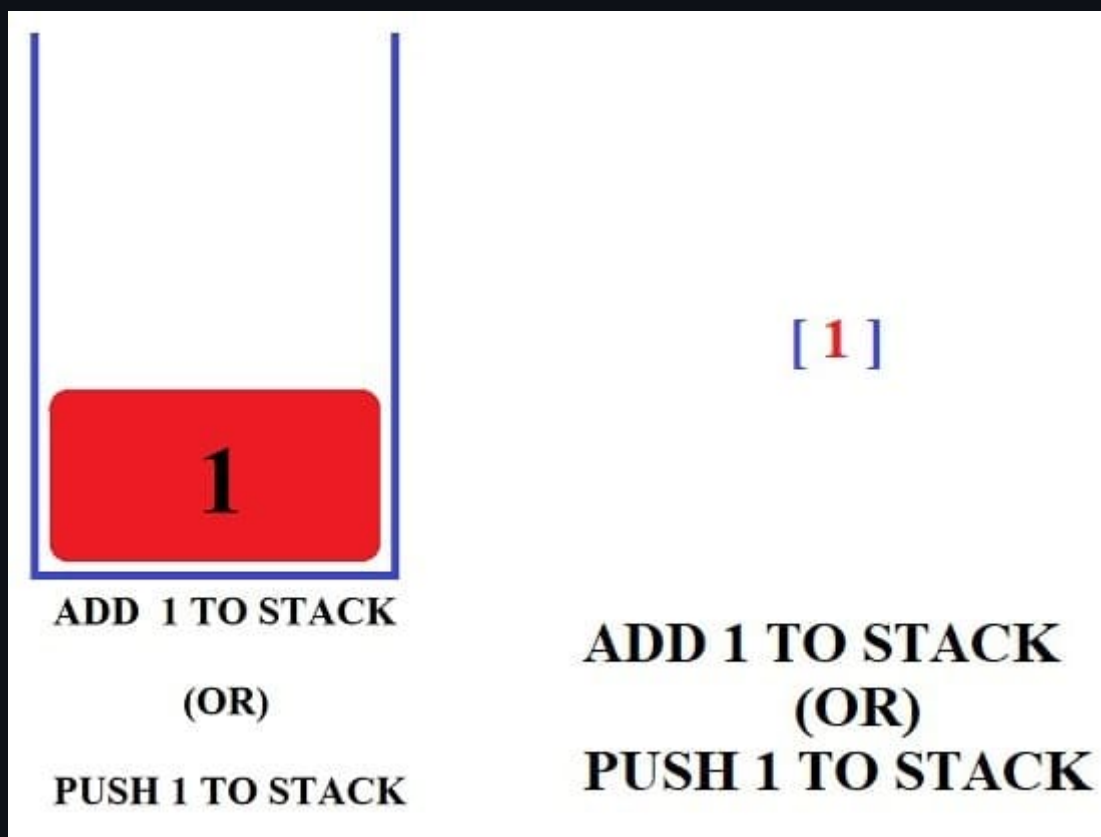 1
ADD 1 TO STACK
(OR)
PUSH 1 TO STACK
[ 1 ]
ADD 1 TO STACK
(OR)
PUSH 1 TO STACK